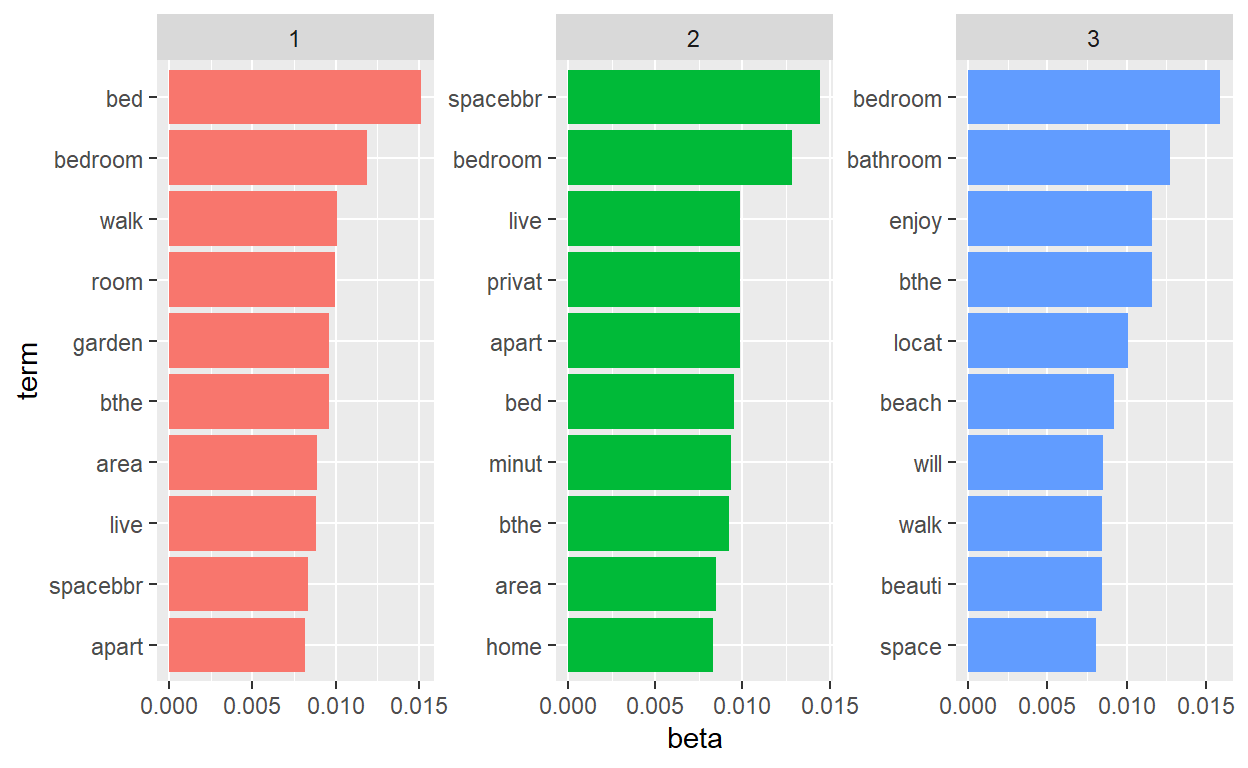 1
2
3
term
bed
bedroom
walk
room
garden
bthe
area
live
spacebbr
apart
spacebbr
bedroom
live
privat
apart
bed
minut
bthe
area
home
bedroom
bathroom
enjoy
bthe
locat
beach
will
walk
beauti
space
0.000 0.005 0.010 0.015
0.000 0.005 0.010 0.015
0.000 0.005 0.010 0.015
beta